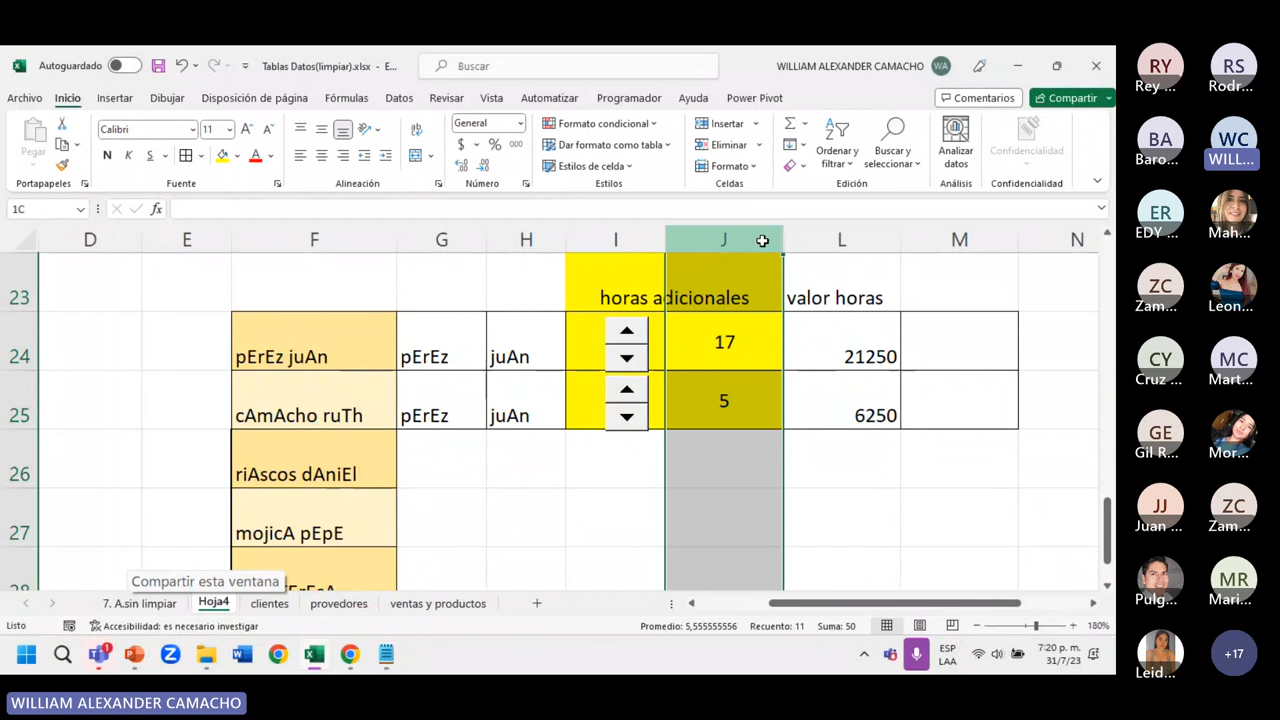 Autoguardado Tablas Datos(limpiar).xlsx - E... Buscar WILLIAM ALEXANDER CAMACHO WA
Archivo Inicio Insertar Dibujar Disposición de página Fórmulas Datos Revisar Vista Automatizar Programador Ayuda Power Pivot Comentarios Compartir
Pegar Calibri 11 General Formato condicional Insertar
N K S A A A $ % 000 Dar formato como tabla Eliminar Ordenar y filtrar Buscar y seleccionar Analizar datos Confidencialidad
Estilos de celda Formato
Portapapeles Fuente Alineación Número Estilos Celdas Edición Análisis Confidencialidad
1C fx
D E F G H I J L M N
23 horas adicionales valor horas
24 pErEz juAn pErEz juAn 17 21250
25 cAmAcho ruTh pErEz juAn 5 6250
26 riAscos dAniEl
27 mojicA pEpE
Compartir esta ventana
7. A.sin limpiar Hoja4 clientes provedores ventas y productos
Listo Accesibilidad: es necesario investigar Promedio: 5,555555556 Recuento: 11 Suma: 50 180%
ESP LAA 7:20 p. m. 31/7/23
WILLIAM ALEXANDER CAMACHO
RY RS
Rey ... Rodr...
BA WC
Baro... WILL...
ER
EDY ... Mah...
ZC
Zam... Leon...
CY MC
Cruz ... Mart...
GE
Gil R... Mor...
JJ ZC
Juan ... Zam...
MR
Pulg... Mari...
Leid... +17